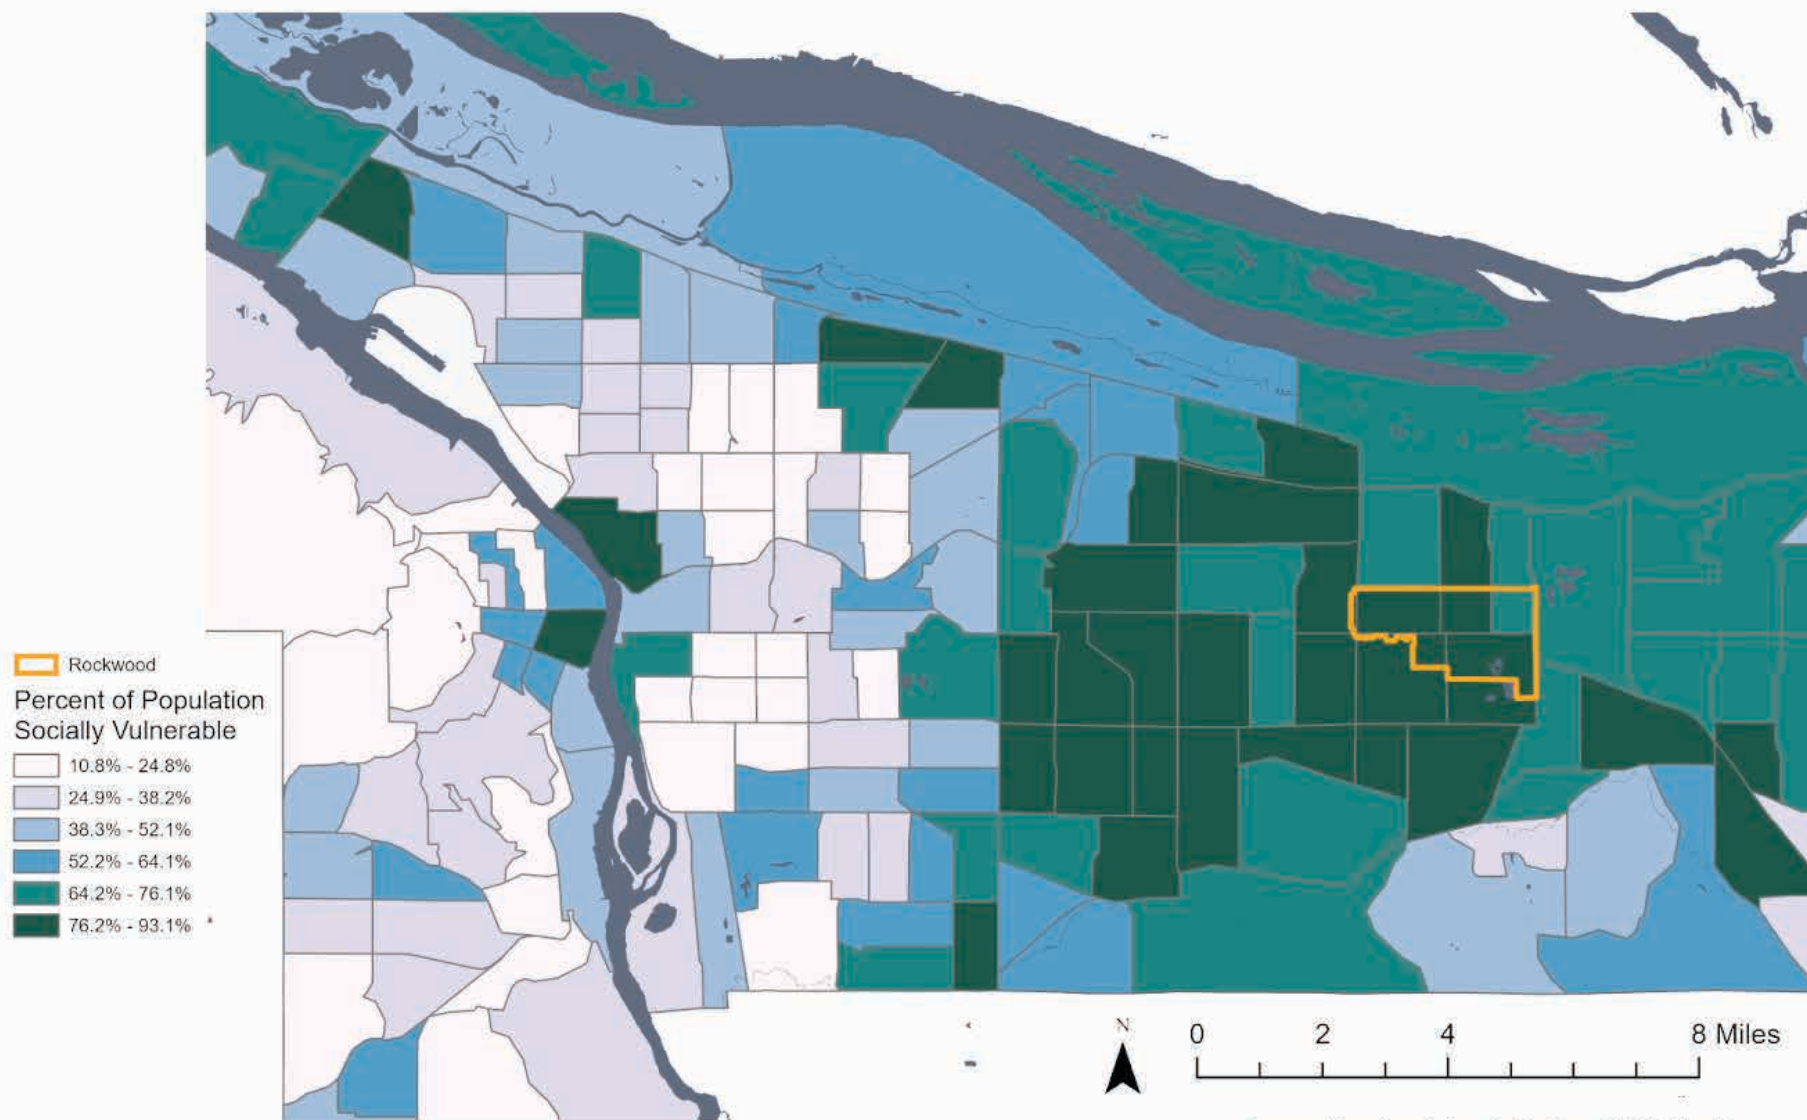 Rockwood
Percent of Population
Socially Vulnerable
10.8% - 24.8%
24.9% - 38.2%
38.3% - 52.1%
52.2% - 64.1%
64.2% - 76.1%
76.2% - 93.1%
N
0 2 4 8 Miles